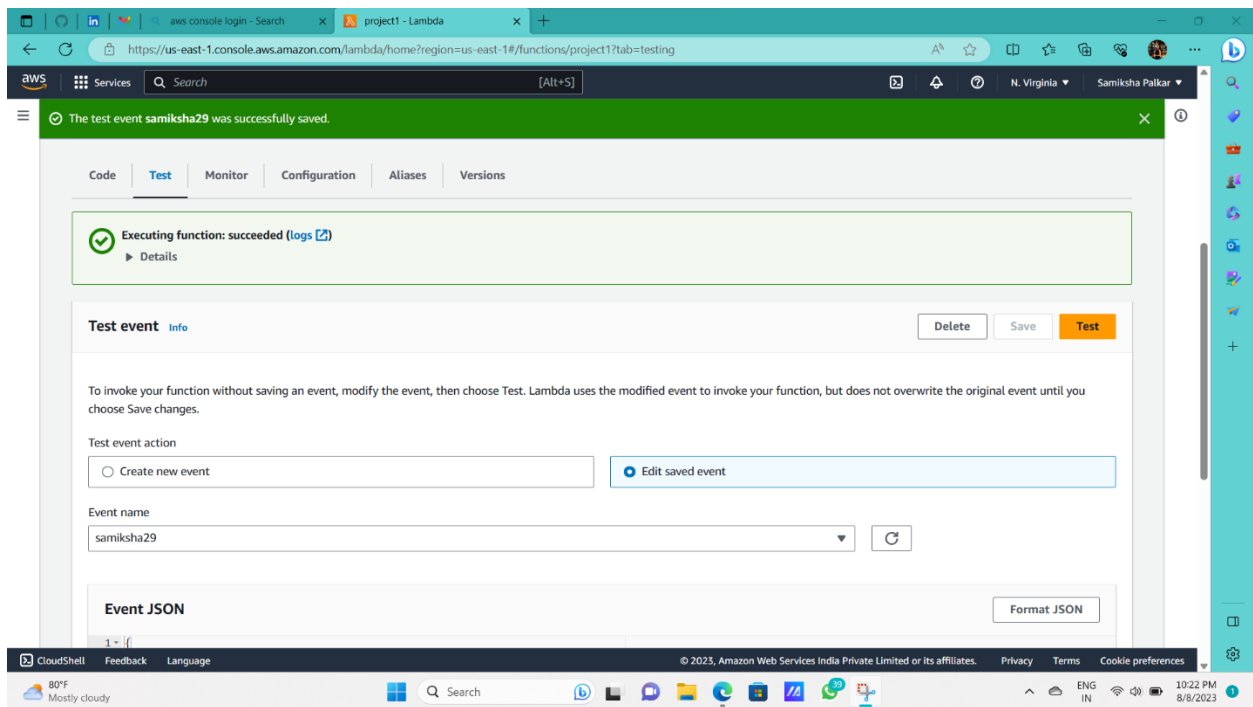 aws console login - Search
project1 - Lambda
https://us-east-1.console.aws.amazon.com/lambda/home?region=us-east-1#/functions/project1?tab=testing
aws
Services
Search
[Alt+S]
N. Virginia ▼
Samiksha Palkar ▼
The test event samiksha29 was successfully saved.
Code
Test
Monitor
Configuration
Aliases
Versions
Executing function: succeeded (logs)
Details
Test event Info
Delete
Save
Test
To invoke your function without saving an event, modify the event, then choose Test. Lambda uses the modified event to invoke your function, but does not overwrite the original event until you
choose Save changes.
Test event action
Create new event
Edit saved event
Event name
samiksha29
Event JSON
Format JSON
1 {
CloudShell Feedback Language
© 2023, Amazon Web Services India Private Limited or its affiliates. Privacy Terms Cookie preferences
80°F
Mostly cloudy
Search
39
ENG
IN
10:22 PM
8/8/2023
1